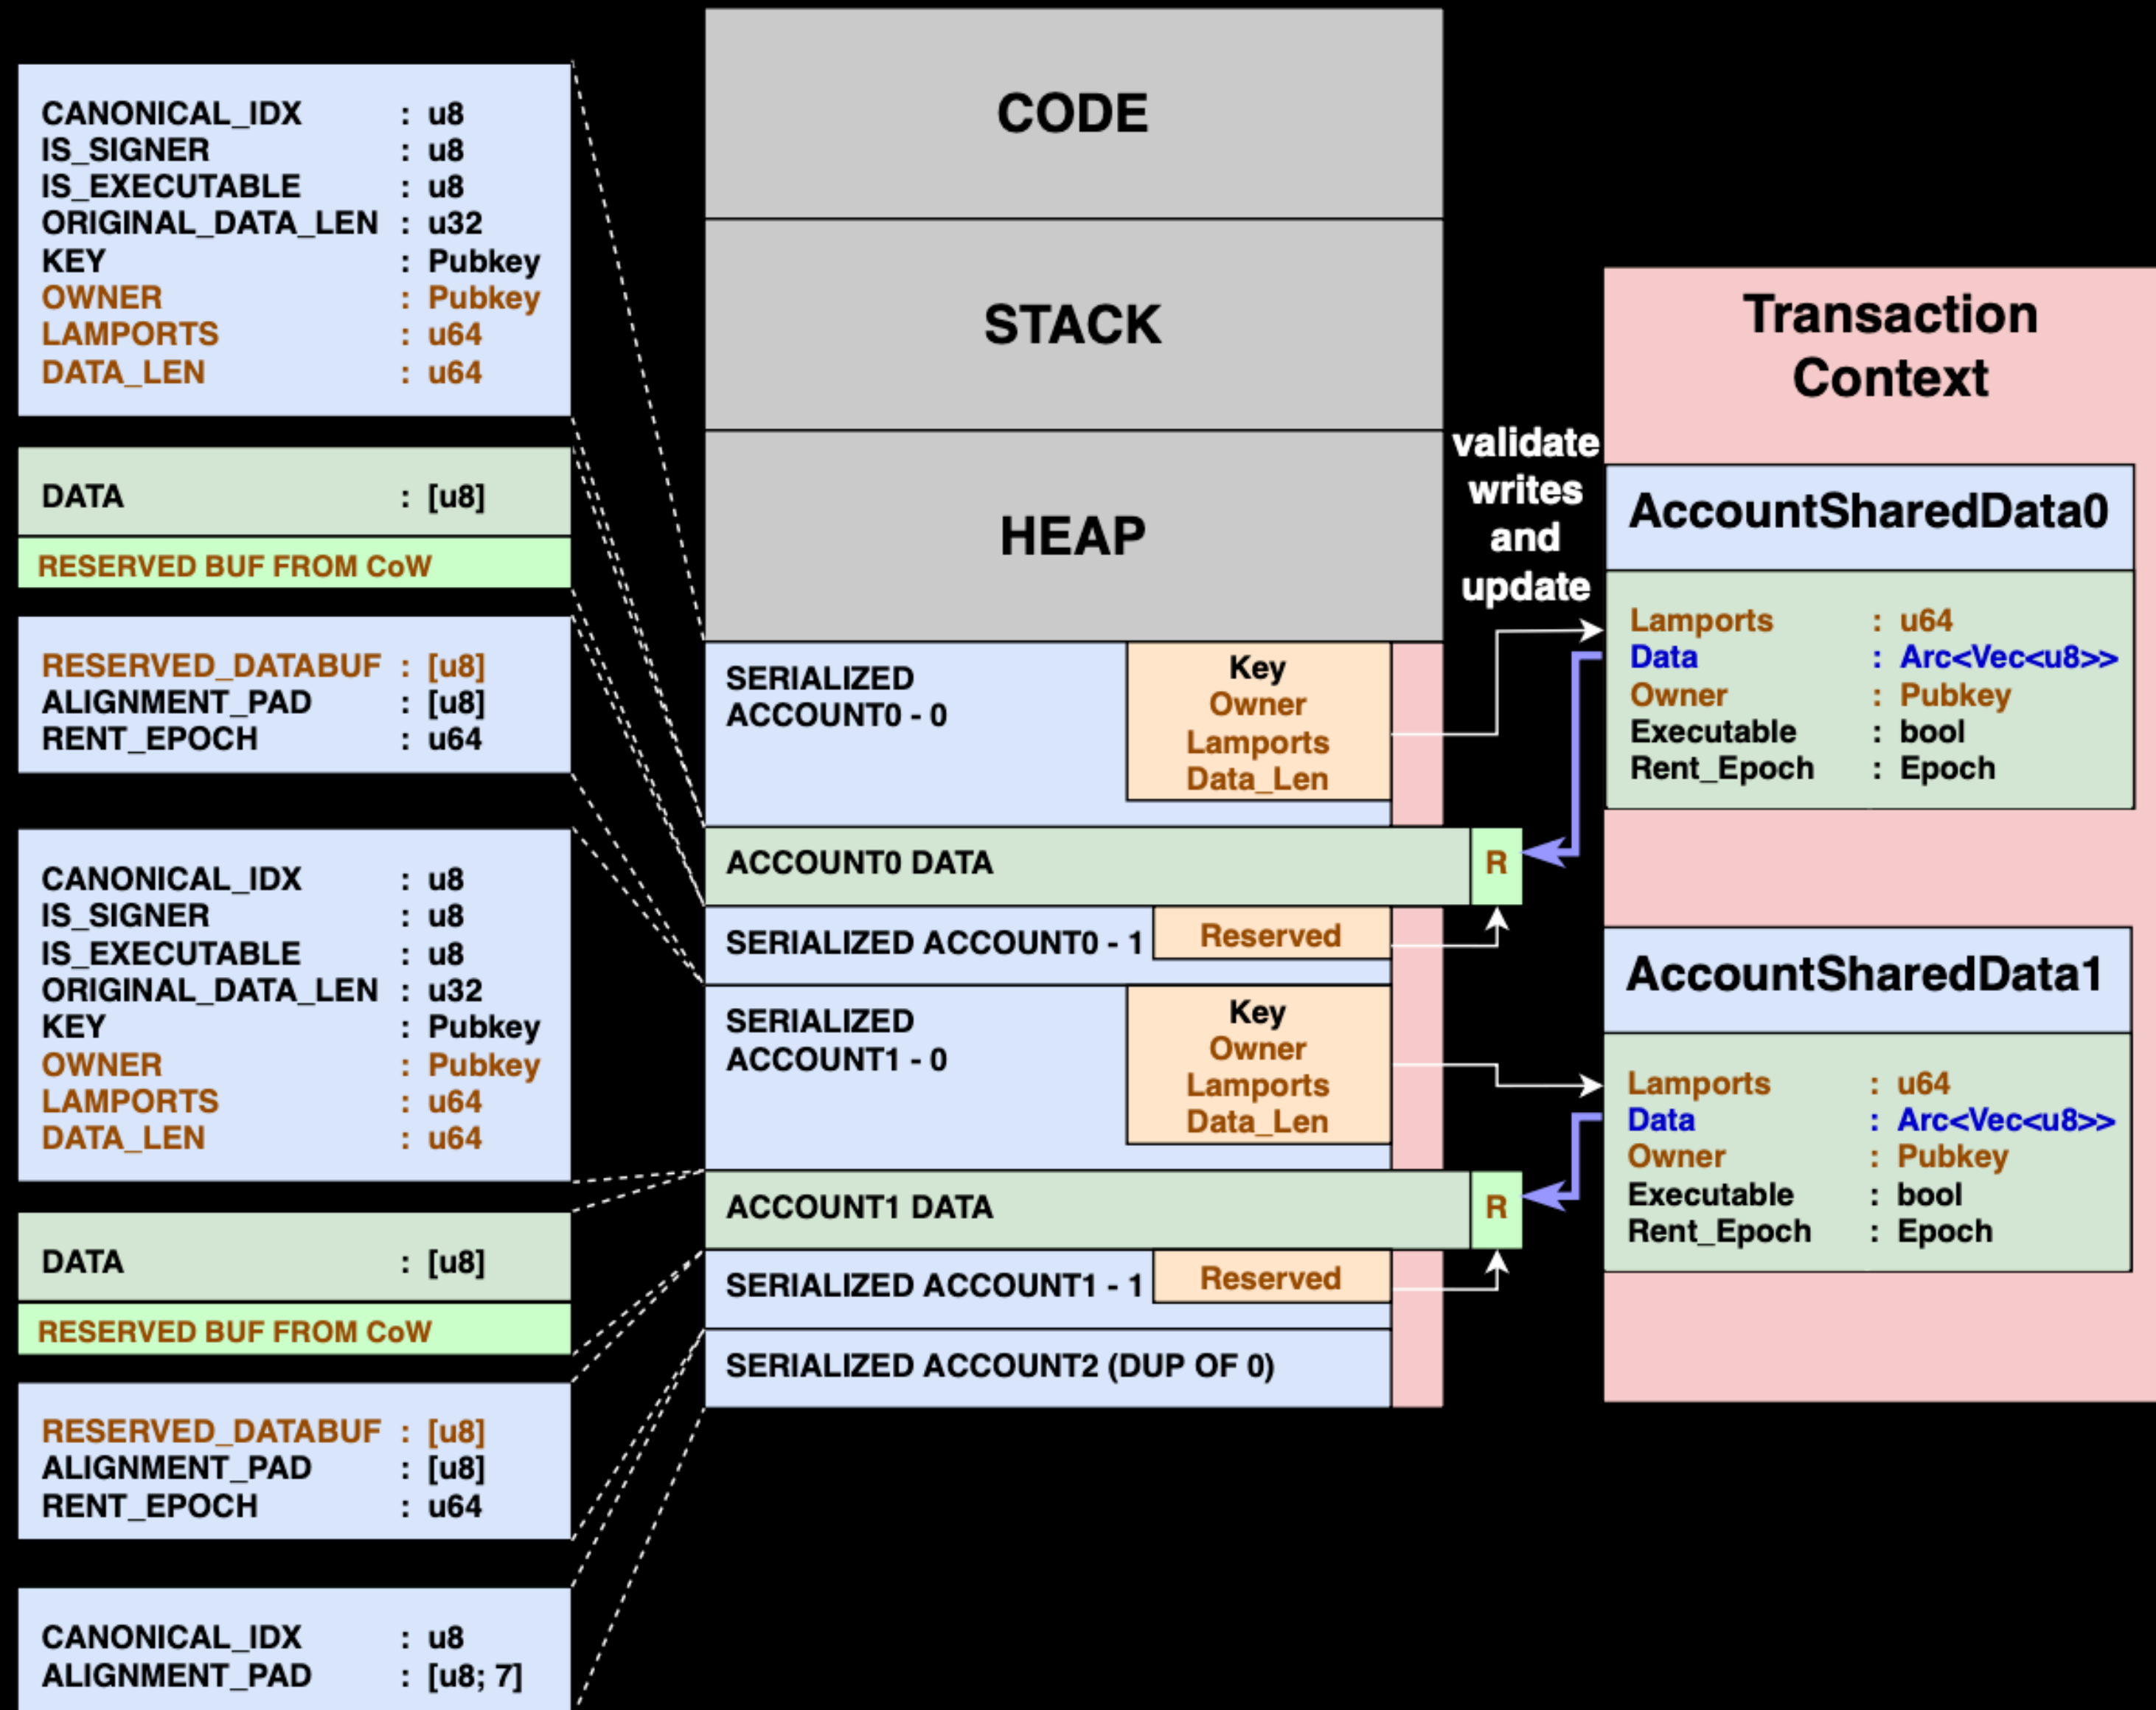 CANONICAL_IDX : u8
IS_SIGNER : u8
IS_EXECUTABLE : u8
ORIGINAL_DATA_LEN : u32
KEY : Pubkey
OWNER : Pubkey
LAMPORTS : u64
DATA_LEN : u64
DATA : [u8]
RESERVED BUF FROM CoW
RESERVED_DATABUF : [u8]
ALIGNMENT_PAD : [u8]
RENT_EPOCH : u64
CANONICAL_IDX : u8
IS_SIGNER : u8
IS_EXECUTABLE : u8
ORIGINAL_DATA_LEN : u32
KEY : Pubkey
OWNER : Pubkey
LAMPORTS : u64
DATA_LEN : u64
DATA : [u8]
RESERVED BUF FROM CoW
RESERVED_DATABUF : [u8]
ALIGNMENT_PAD : [u8]
RENT_EPOCH : u64
CANONICAL_IDX : u8
ALIGNMENT_PAD : [u8; 7]
CODE
STACK
HEAP
SERIALIZED
ACCOUNT0 - 0
Key
Owner
Lamports
Data_Len
ACCOUNT0 DATA
R
SERIALIZED ACCOUNT0 - 1
Reserved
SERIALIZED
ACCOUNT1 - 0
Key
Owner
Lamports
Data_Len
ACCOUNT1 DATA
R
SERIALIZED ACCOUNT1 - 1
Reserved
SERIALIZED ACCOUNT2 (DUP OF 0)
validate
writes
and
update
Transaction
Context
AccountSharedData0
Lamports : u64
Data : Arc<Vec<u8>>
Owner : Pubkey
Executable : bool
Rent_Epoch : Epoch
AccountSharedData1
Lamports : u64
Data : Arc<Vec<u8>>
Owner : Pubkey
Executable : bool
Rent_Epoch : Epoch